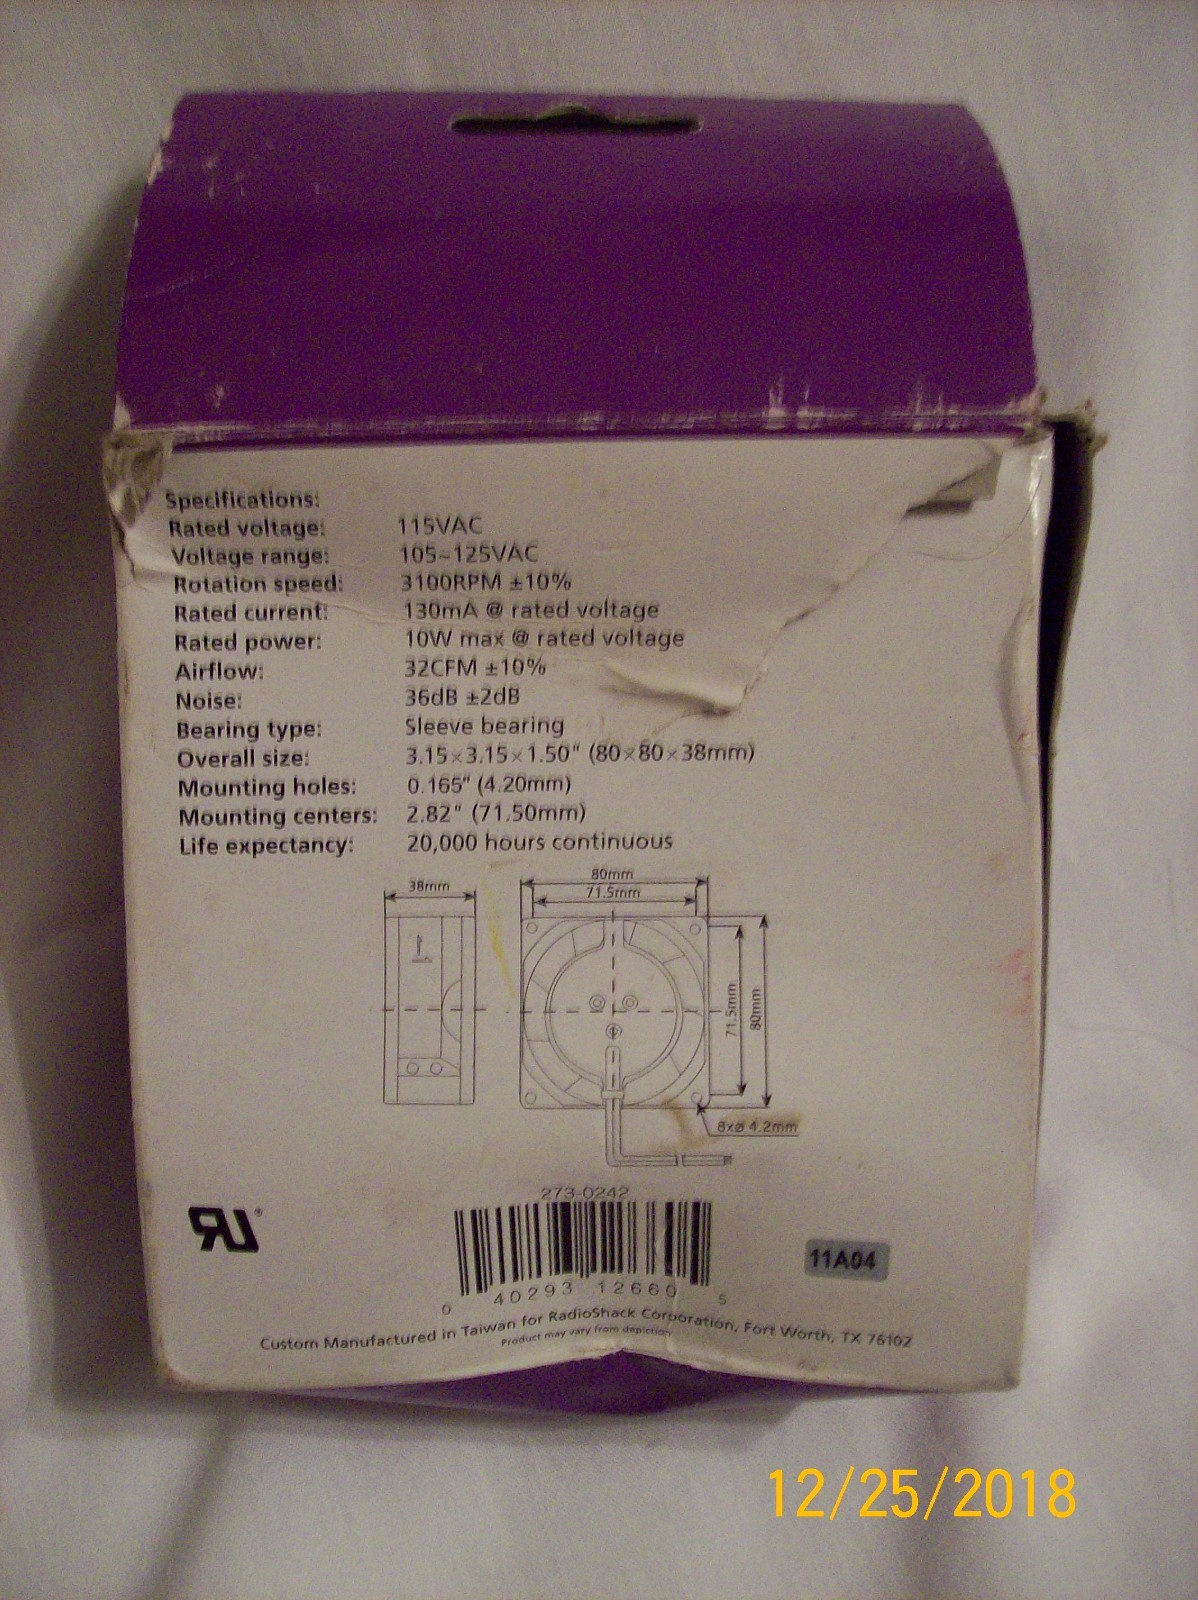 Specifications:
Rated voltage: 115VAC
Voltage range: 105~125VAC
Rotation speed: 3100RPM ±10%
Rated current: 130mA @ rated voltage
Rated power: 10W max @ rated voltage
Airflow: 32CFM ±10%
Noise: 36dB ±2dB
Bearing type: Sleeve bearing
Overall size: 3.15×3.15×1.50" (80×80×38mm)
Mounting holes: 0.165" (4.20mm)
Mounting centers: 2.82" (71.50mm)
Life expectancy: 20,000 hours continuous
38mm
80mm
71.5mm
71.5mm
80mm
8xø 4.2mm
273-0242
0 40293 12660 5
11A04
Custom Manufactured in Taiwan for RadioShack Corporation, Fort Worth, TX 76102
Product may vary from depiction
12/25/2018